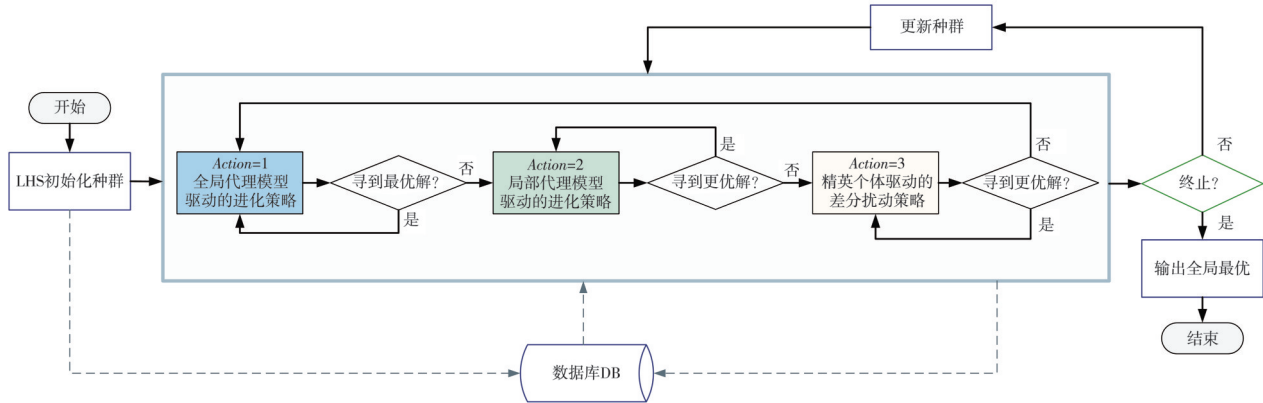 更新种群
开始
LHS初始化种群
Action=1
全局代理模型
驱动的进化策略
寻到最优解?
否
是
Action=2
局部代理模型
驱动的进化策略
是
寻到更优解?
否
Action=3
精英个体驱动的
差分扰动策略
否
寻到更优解?
是
否
终止?
是
输出全局最优
结束
数据库DB